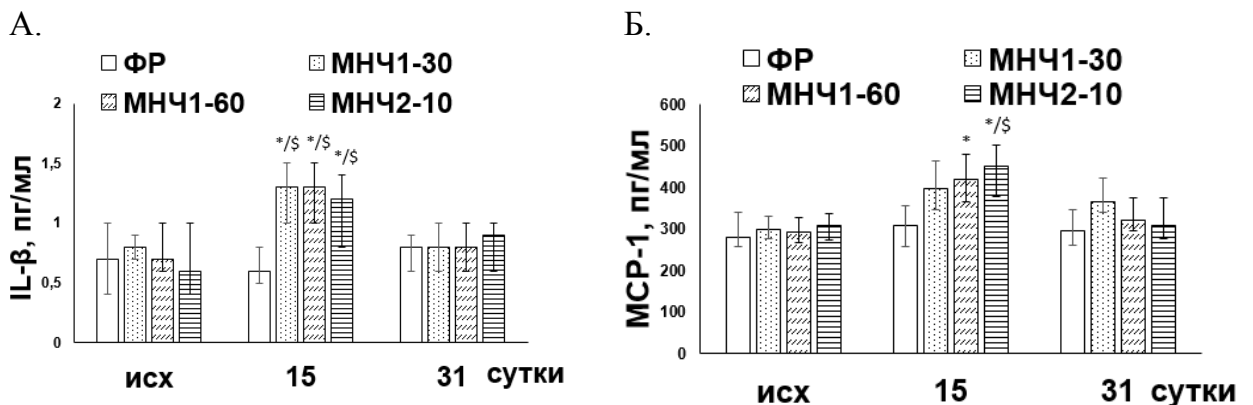 А.
ФР
МНЧ1-30
МНЧ1-60
МНЧ2-10
IL-β, пг/мл
2
1,5
1
0,5
0
*/$
*/$
*/$
исх
15
31
сутки
Б.
ФР
МНЧ1-30
МНЧ1-60
МНЧ2-10
MCP-1, пг/мл
600
500
400
300
200
100
0
*
*/$
исх
15
31
сутки